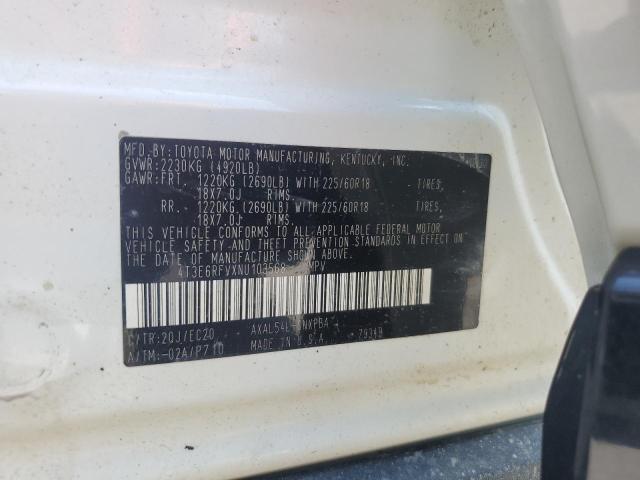 MFD.BY:TOYOTA MOTOR MANUFACTURING, KENTUCKY, INC.
GVWR:2230KG (4920LB)
GAWR:FRT. 1220KG (2690LB) WITH 225/60R18 TIRES,
18X7.0J RIMS.
RR. 1220KG (2690LB) WITH 225/60R18 TIRES,
18X7.0J RIMS.
THIS VEHICLE CONFORMS TO ALL APPLICABLE FEDERAL MOTOR
VEHICLE SAFETY AND THEFT PREVENTION STANDARDS IN EFFECT ON
THE DATE OF MANUFACTURE SHOWN ABOVE.
4T3E6RFVXNU103568 MPV
C/TR:20J/EC20
A/TM:-02A/P710 MADE IN U.S.A.